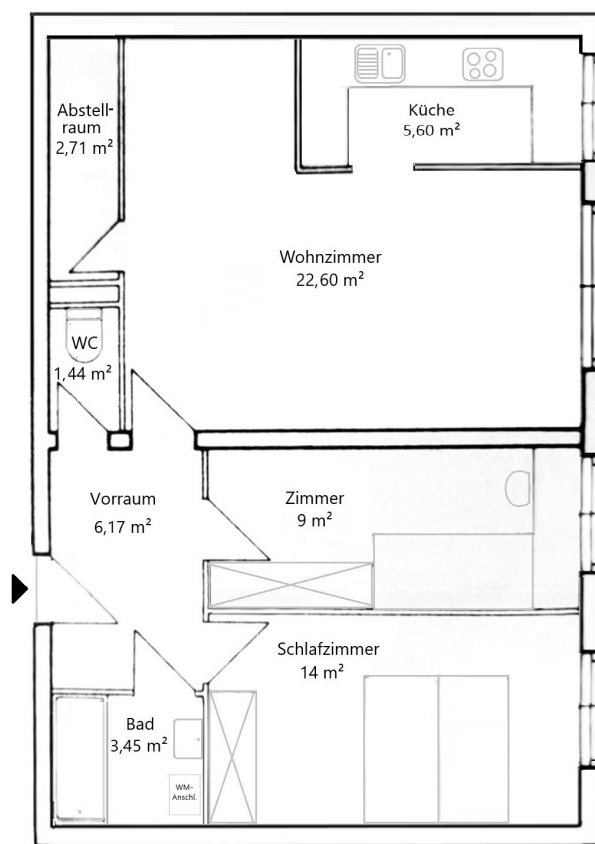 Abstell-
raum
2,71 m²
Küche
5,60 m²
Wohnzimmer
22,60 m²
WC
1,44 m²
Vorraum
6,17 m²
Zimmer
9 m²
Schlafzimmer
14 m²
Bad
3,45 m²
WM-
Anschl.